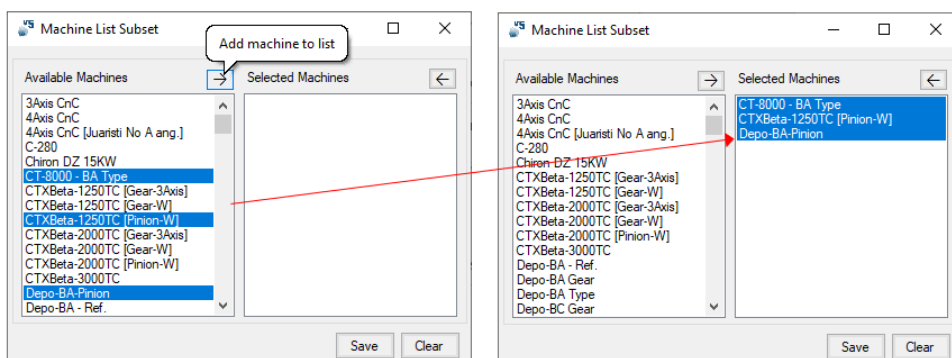 Machine List Subset
Add machine to list
Available Machines
Selected Machines
3Axis CnC
4Axis CnC
4Axis CnC [Juaristi No A ang.]
C-280
Chiron DZ 15KW
CT-8000 - BA Type
CTXBeta-1250TC [Gear-3Axis]
CTXBeta-1250TC [Gear-W]
CTXBeta-1250TC [Pinion-W]
CTXBeta-2000TC [Gear-3Axis]
CTXBeta-2000TC [Gear-W]
CTXBeta-2000TC [Pinion-W]
CTXBeta-3000TC
Depo-BA-Pinion
Depo-BA - Ref.
Save
Clear
Machine List Subset
Available Machines
Selected Machines
3Axis CnC
4Axis CnC
4Axis CnC [Juaristi No A ang.]
C-280
Chiron DZ 15KW
CTXBeta-1250TC [Gear-3Axis]
CTXBeta-1250TC [Gear-W]
CTXBeta-2000TC [Gear-3Axis]
CTXBeta-2000TC [Gear-W]
CTXBeta-2000TC [Pinion-W]
CTXBeta-3000TC
Depo-BA - Ref.
Depo-BA Gear
Depo-BA Type
Depo-BC Gear
CT-8000 - BA Type
CTXBeta-1250TC [Pinion-W]
Depo-BA-Pinion
Save
Clear